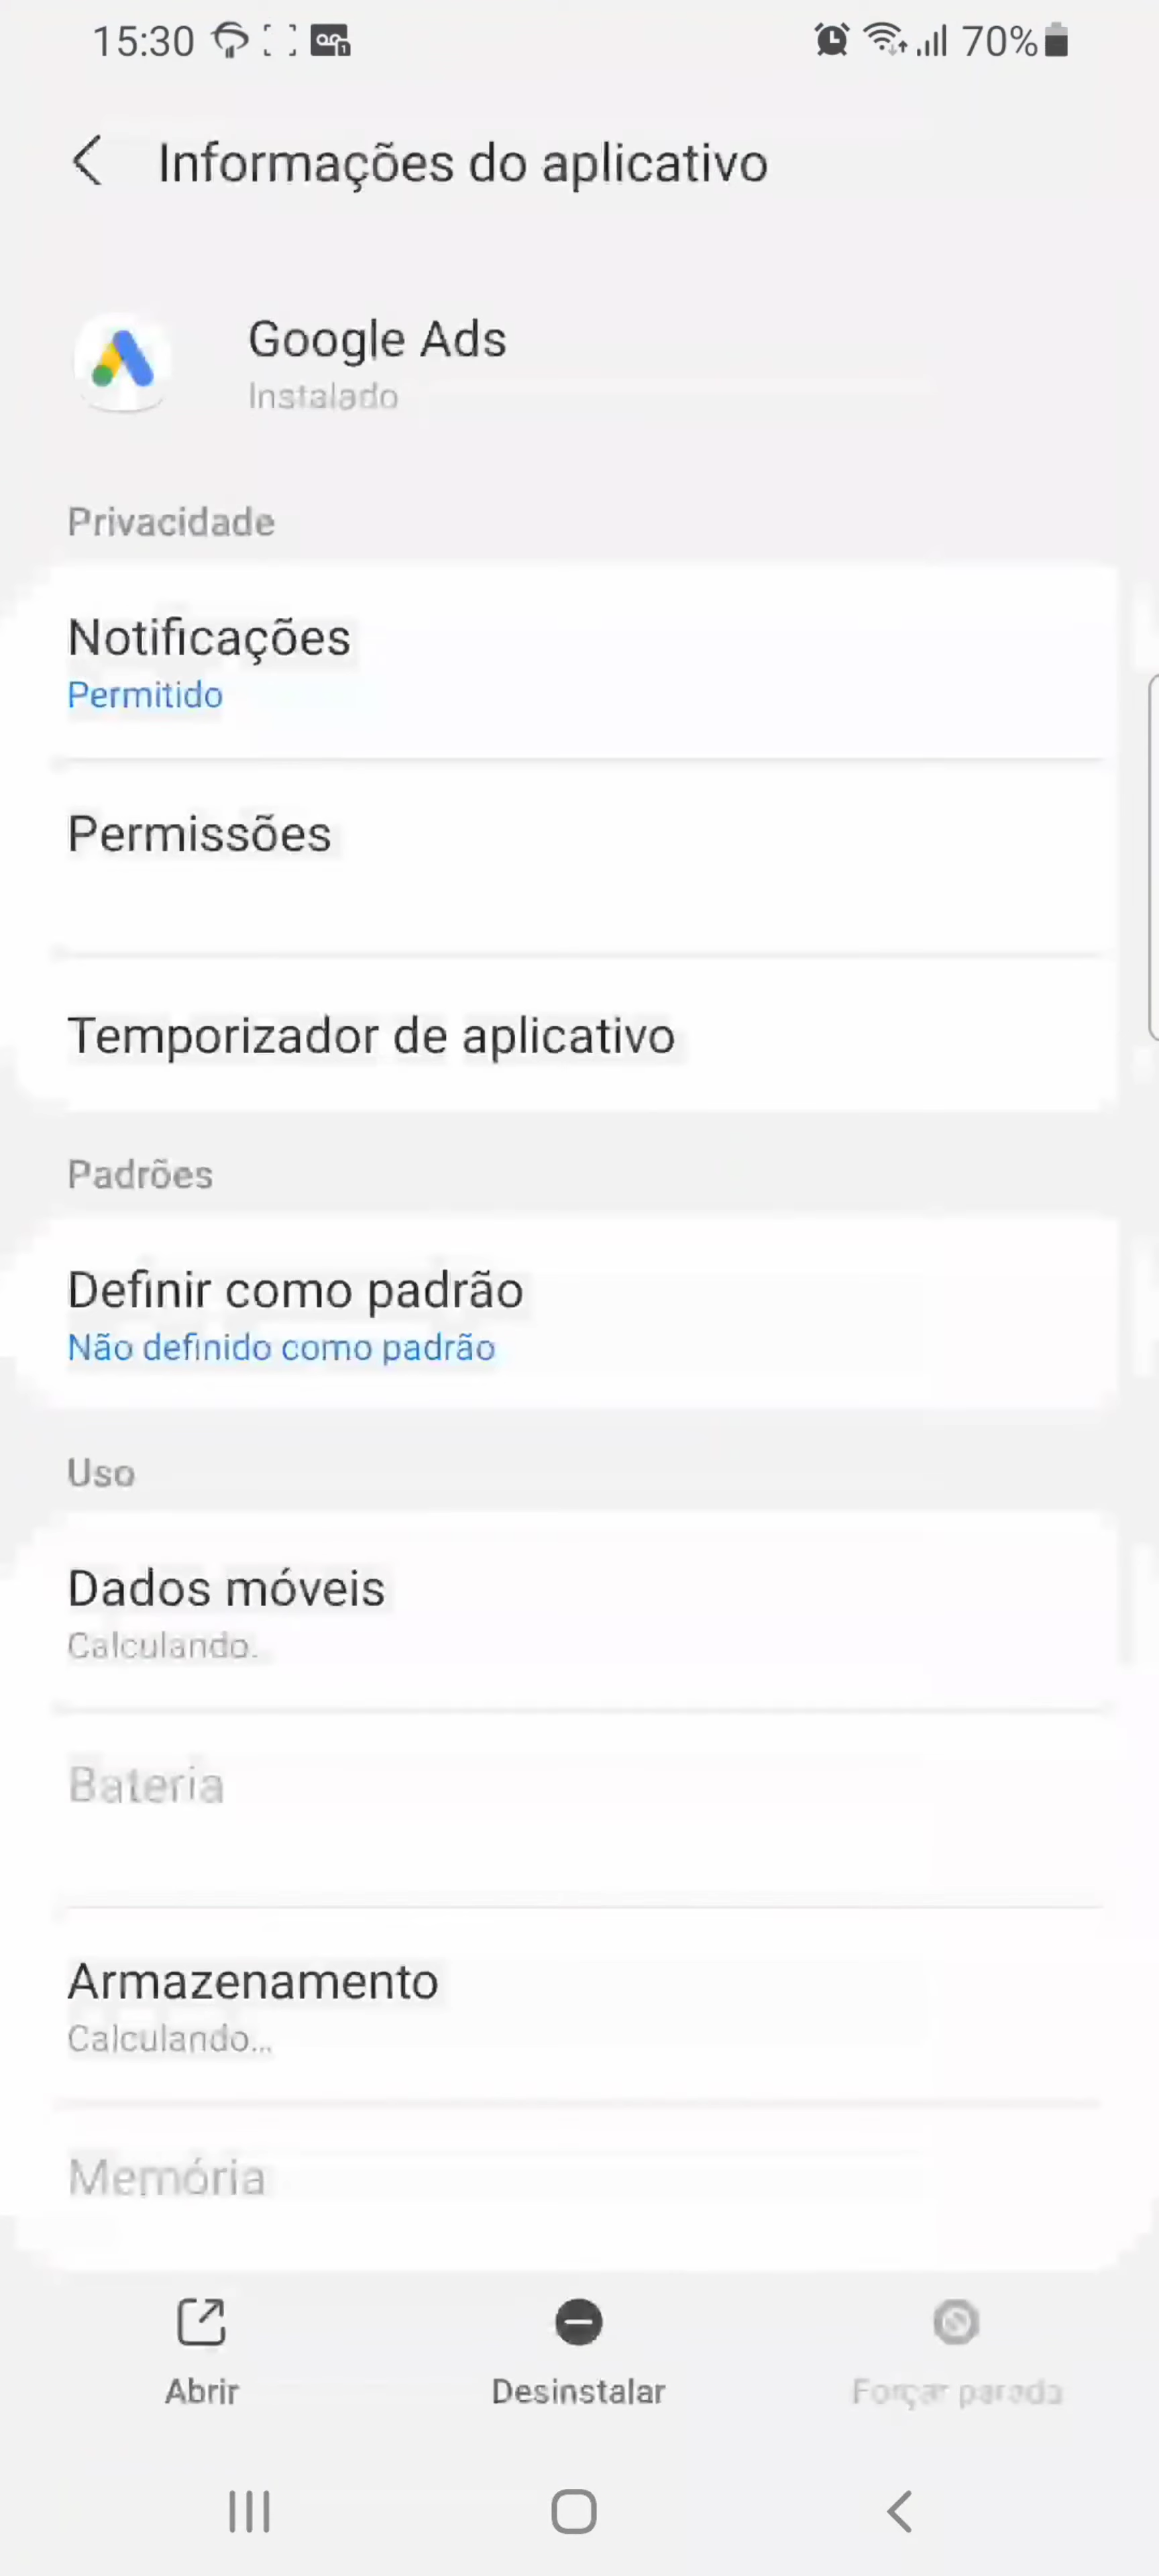 15:30 70%
Informações do aplicativo
Google Ads
Instalado
Privacidade
Notificações
Permitido
Permissões
Temporizador de aplicativo
Padrões
Definir como padrão
Não definido como padrão
Uso
Dados móveis
Calculando..
Bateria
Armazenamento
Calculando...
Memória
Abrir Desinstalar Forçar parada